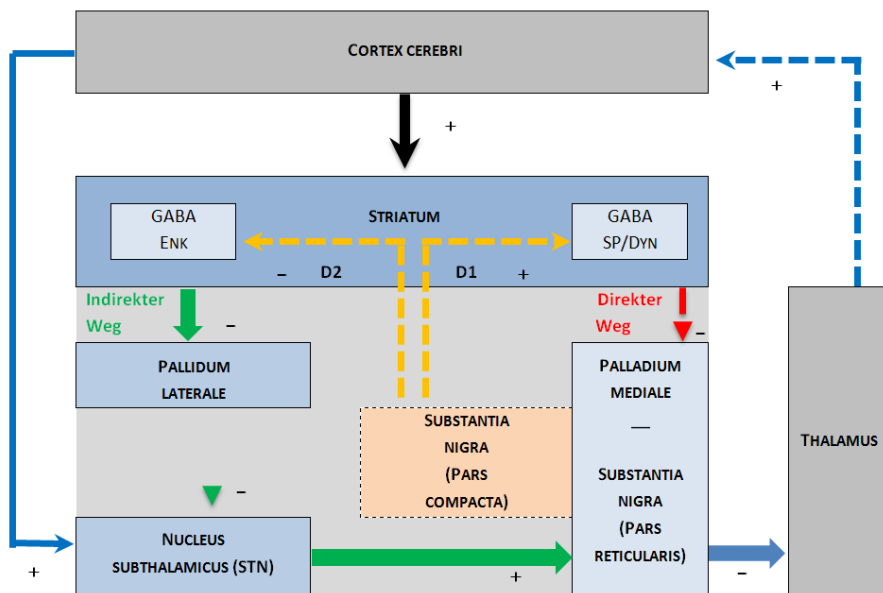 CORTEX CEREBRI
+
+
STRIATUM
GABA
ENK
GABA
SP/DYN
– D2
D1 +
Indirekter
Weg
–
Direkter
Weg
–
PALLIDUM
LATERALE
PALLADIUM
MEDIALE
—
SUBSTANTIA
NIGRA
(PARS
RETICULARIS)
SUBSTANTIA
NIGRA
(PARS
COMPACTA)
THALAMUS
–
NUCLEUS
SUBTHALAMICUS (STN)
+
+
–